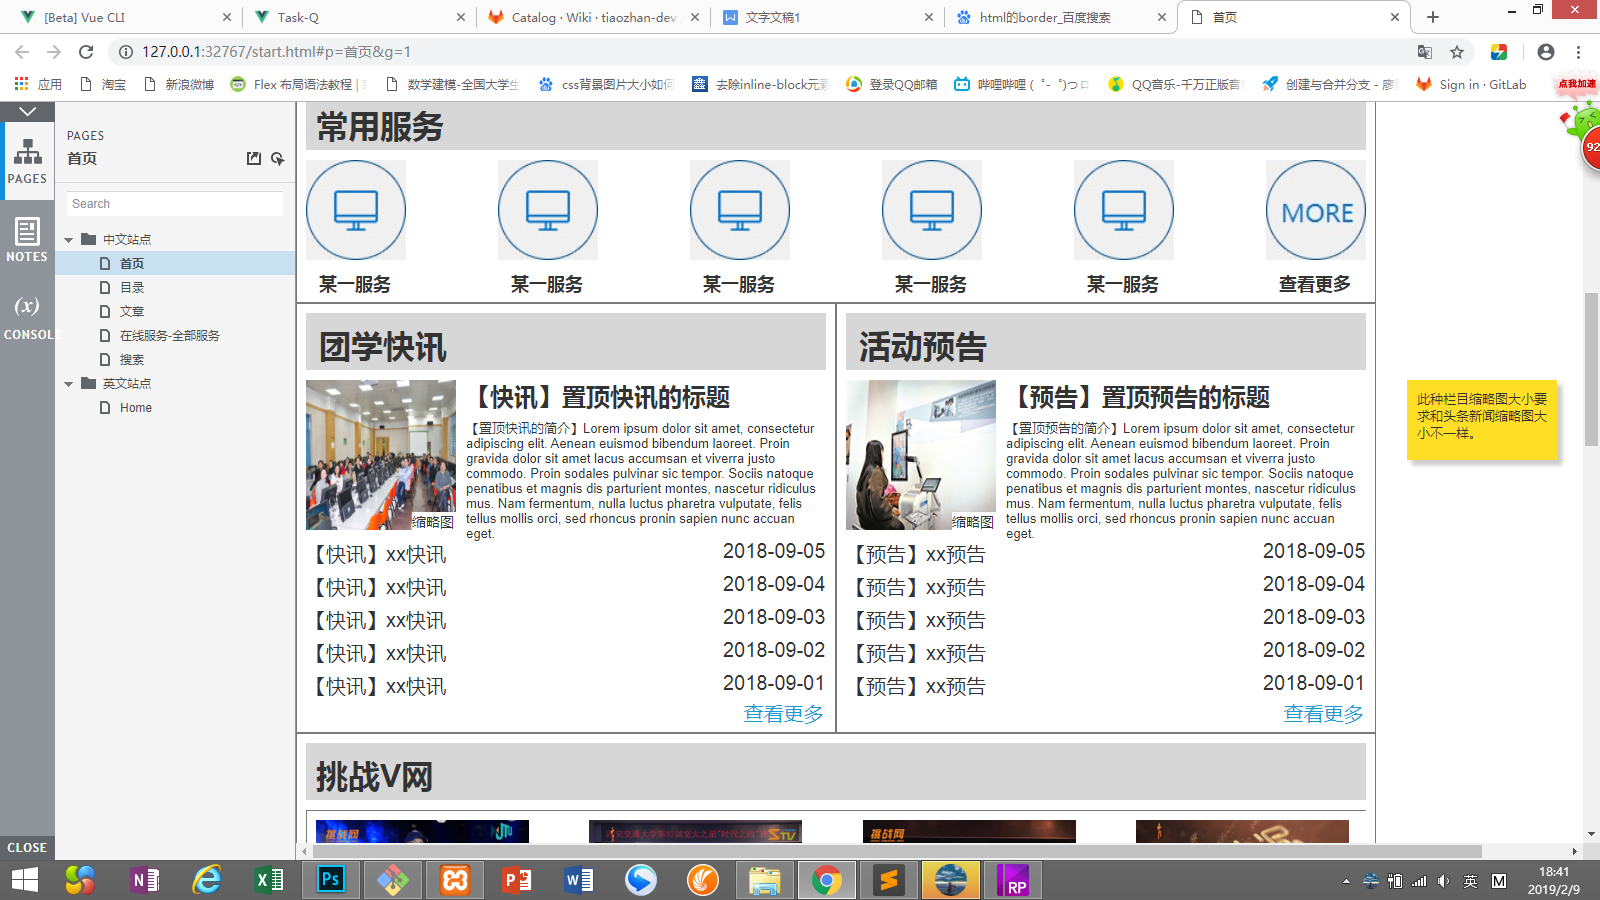 [Beta] Vue CLI
Task-Q
Catalog · Wiki · tiaozhan-dev
文字文稿1
html的border_百度搜索
首页
127.0.0.1:32767/start.html#p=首页&g=1
应用
淘宝
新浪微博
Flex 布局语法教程 |
数学建模-全国大学生
css背景图片大小如何
去除inline-block元素
登录QQ邮箱
哔哩哔哩 ( ゜- ゜)つロ
QQ音乐-千万正版音
创建与合并分支 - 廖
Sign in · GitLab
点我加速
92
PAGES
NOTES
(x)
CONSOLE
CLOSE
PAGES
首页
Search
中文站点
首页
目录
文章
在线服务-全部服务
搜索
英文站点
Home
常用服务
MORE
某一服务
某一服务
某一服务
某一服务
某一服务
查看更多
团学快讯
缩略图
【快讯】置顶快讯的标题
【置顶快讯的简介】Lorem ipsum dolor sit amet, consectetur
adipiscing elit. Aenean euismod bibendum laoreet. Proin
gravida dolor sit amet lacus accumsan et viverra justo
commodo. Proin sodales pulvinar sic tempor. Sociis natoque
penatibus et magnis dis parturient montes, nascetur ridiculus
mus. Nam fermentum, nulla luctus pharetra vulputate, felis
tellus mollis orci, sed rhoncus pronin sapien nunc accuan
eget.
【快讯】xx快讯 2018-09-05
【快讯】xx快讯 2018-09-04
【快讯】xx快讯 2018-09-03
【快讯】xx快讯 2018-09-02
【快讯】xx快讯 2018-09-01
查看更多
活动预告
缩略图
【预告】置顶预告的标题
【置顶预告的简介】Lorem ipsum dolor sit amet, consectetur
adipiscing elit. Aenean euismod bibendum laoreet. Proin
gravida dolor sit amet lacus accumsan et viverra justo
commodo. Proin sodales pulvinar sic tempor. Sociis natoque
penatibus et magnis dis parturient montes, nascetur ridiculus
mus. Nam fermentum, nulla luctus pharetra vulputate, felis
tellus mollis orci, sed rhoncus pronin sapien nunc accuan
eget.
【预告】xx预告 2018-09-05
【预告】xx预告 2018-09-04
【预告】xx预告 2018-09-03
【预告】xx预告 2018-09-02
【预告】xx预告 2018-09-01
查看更多
此种栏目缩略图大小要
求和头条新闻缩略图大
小不一样。
挑战V网
挑战网
挑战网
英
M
18:41
2019/2/9